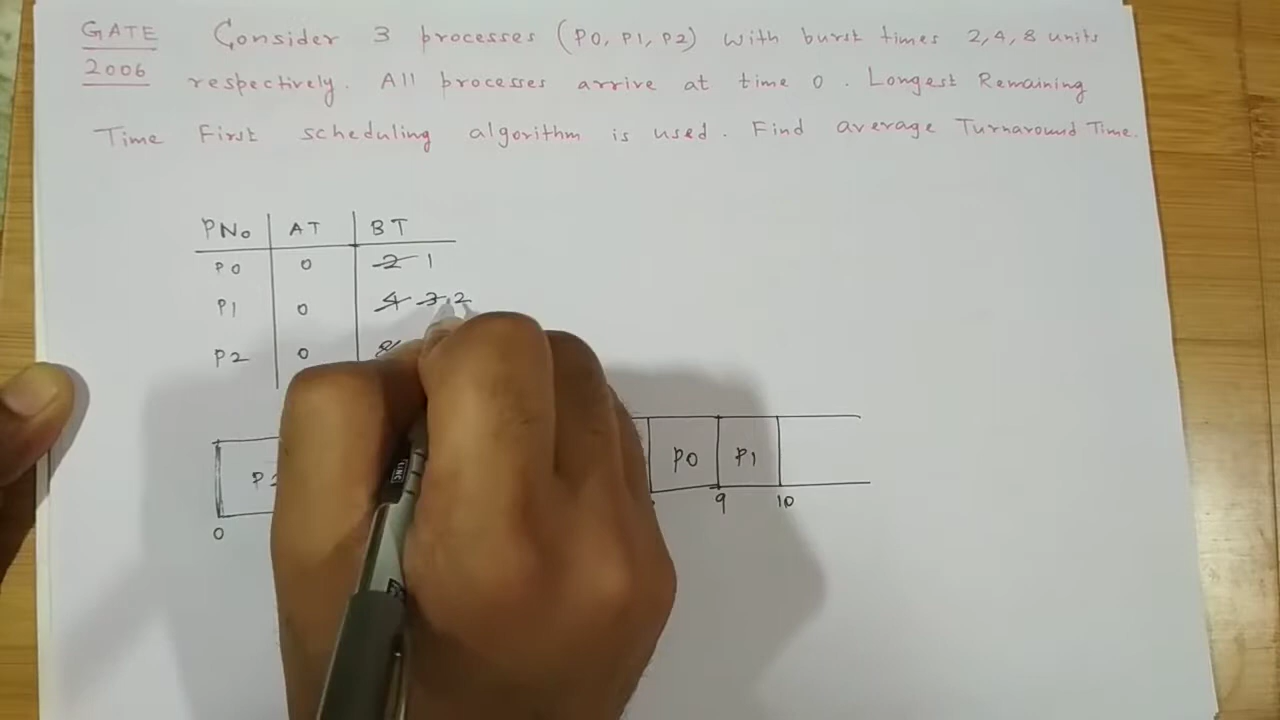 GATE Consider 3 processes (P0, P1, P2) with burst times 2,4,8 units
2006 respectively. All processes arrive at time 0. Longest Remaining
Time First scheduling algorithm is used. Find average Turnaround Time.
PNo AT BT
P0 0 2 1
P1 0 4 3 2
P2 0 8
P0 P1
0 9 10